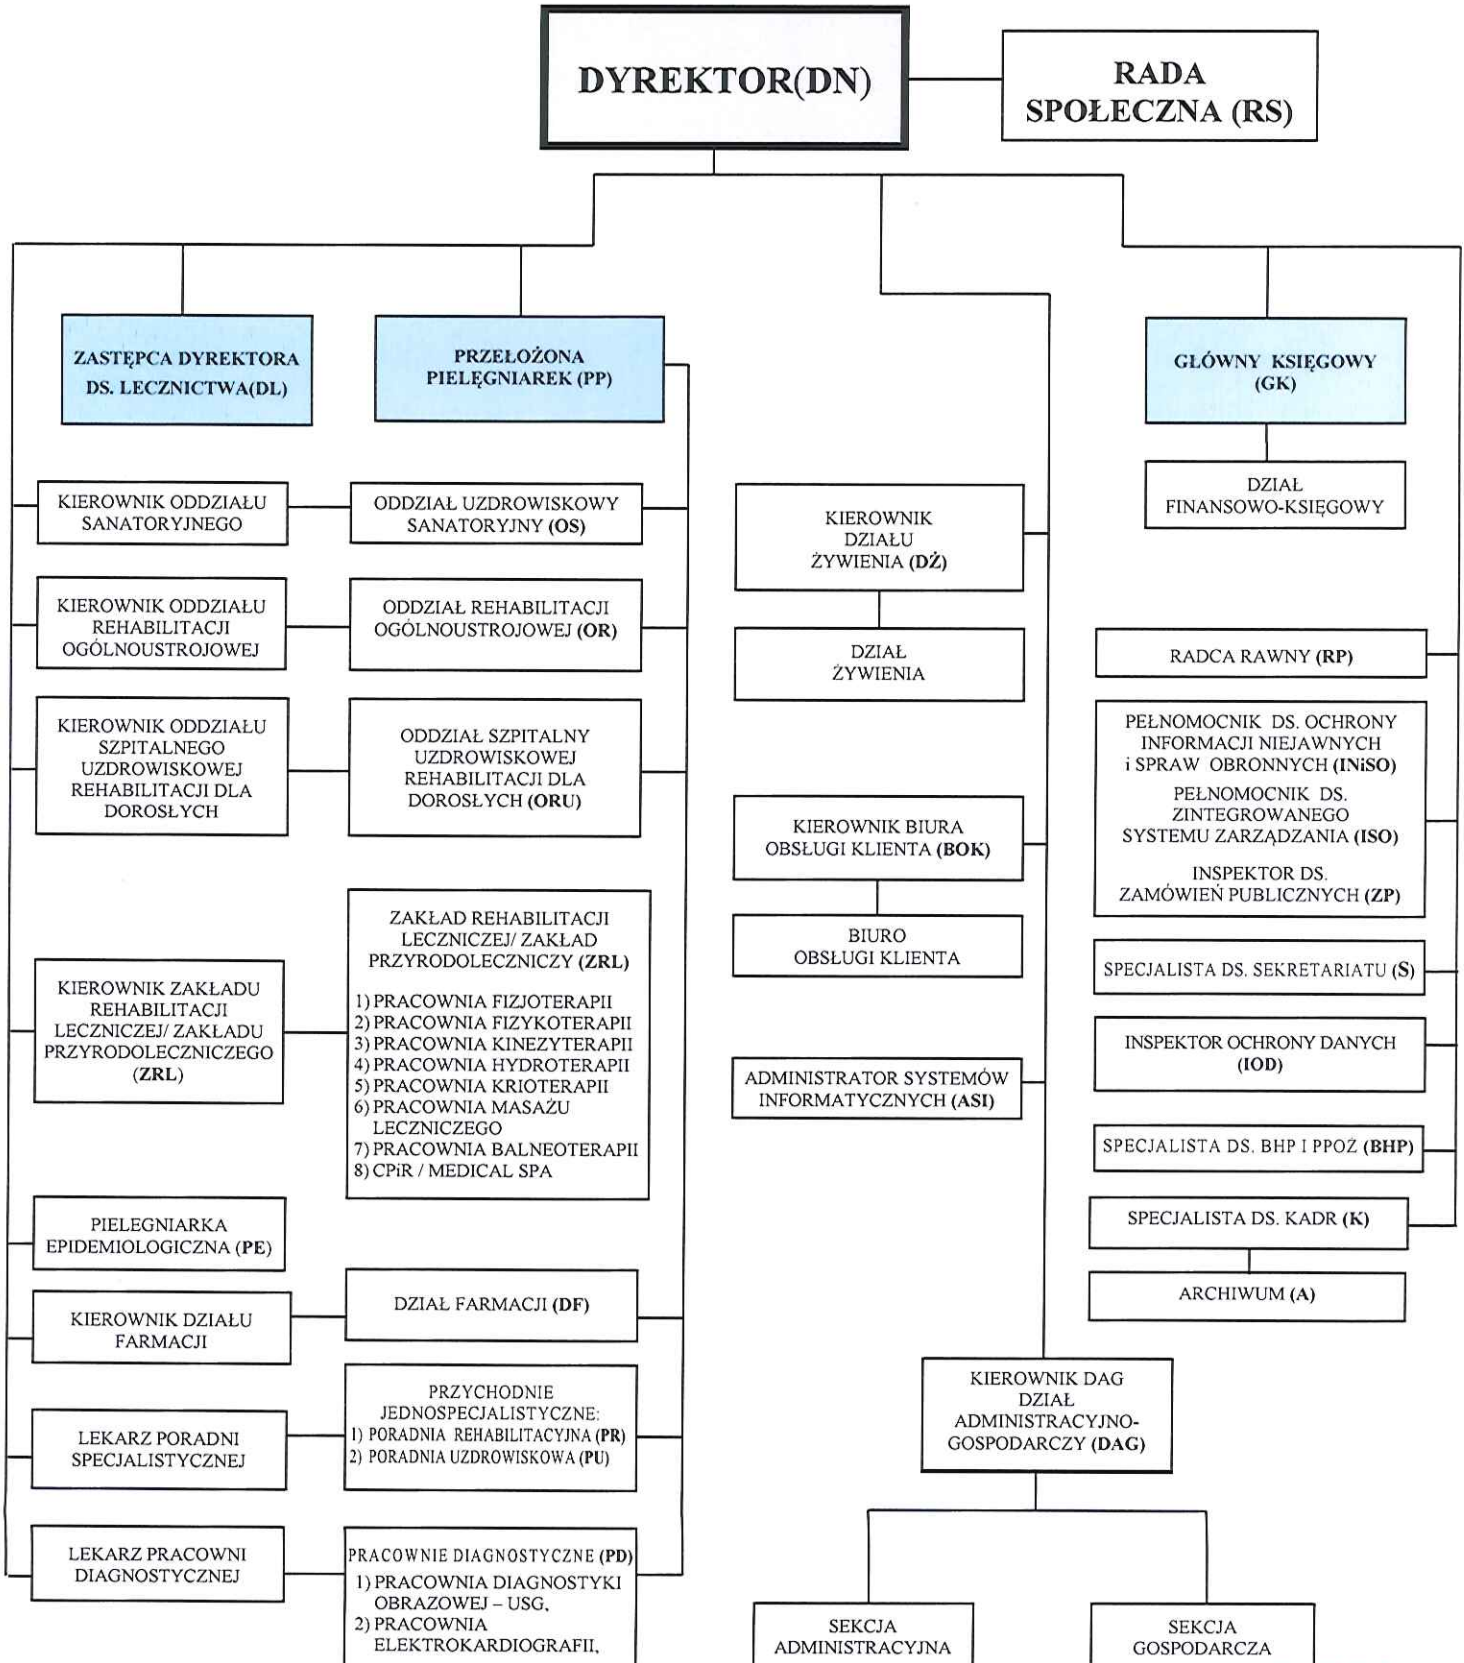 DYREKTOR(DN)
RADA
SPOŁECZNA (RS)
ZASTĘPCA DYREKTORA
DS. LECZNICTWA(DL)
PRZEŁOŻONA
PIELĘGNIAREK (PP)
GŁÓWNY KSIĘGOWY
(GK)
DZIAŁ
FINANSOWO-KSIĘGOWY
KIEROWNIK ODDZIAŁU
SANATORYJNEGO
ODDZIAŁ UZDROWISKOWY
SANATORYJNY (OS)
KIEROWNIK ODDZIAŁU
REHABILITACJI
OGÓLNOUSTROJOWEJ
ODDZIAŁ REHABILITACJI
OGÓLNOUSTROJOWEJ (OR)
KIEROWNIK ODDZIAŁU
SZPITALNEGO
UZDROWISKOWEJ
REHABILITACJI DLA
DOROSŁYCH
ODDZIAŁ SZPITALNY
UZDROWISKOWEJ
REHABILITACJI DLA
DOROSŁYCH (ORU)
KIEROWNIK ZAKŁADU
REHABILITACJI
LECZNICZEJ/ ZAKŁADU
PRZYRODOLECZNICZEGO
(ZRL)
ZAKŁAD REHABILITACJI
LECZNICZEJ/ ZAKŁAD
PRZYRODOLECZNICZY (ZRL)
1) PRACOWNIA FIZJOTERAPII
2) PRACOWNIA FIZYKOTERAPII
3) PRACOWNIA KINEZYTERAPII
4) PRACOWNIA HYDROTERAPII
5) PRACOWNIA KRIOTERAPII
6) PRACOWNIA MASAŻU
LECZNICZEGO
7) PRACOWNIA BALNEOTERAPII
8) CPiR / MEDICAL SPA
PIELEGNIARKA
EPIDEMIOLOGICZNA (PE)
KIEROWNIK DZIAŁU
FARMACJI
DZIAŁ FARMACJI (DF)
LEKARZ PORADNI
SPECJALISTYCZNEJ
PRZYCHODNIE
JEDNOSPECJALISTYCZNE:
1) PORADNIA REHABILITACYJNA (PR)
2) PORADNIA UZDROWISKOWA (PU)
LEKARZ PRACOWNI
DIAGNOSTYCZNEJ
PRACOWNIE DIAGNOSTYCZNE (PD)
1) PRACOWNIA DIAGNOSTYKI
OBRAZOWEJ – USG,
2) PRACOWNIA
ELEKTROKARDIOGRAFII,
KIEROWNIK
DZIAŁU
ŻYWIENIA (DŻ)
DZIAŁ
ŻYWIENIA
KIEROWNIK BIURA
OBSŁUGI KLIENTA (BOK)
BIURO
OBSŁUGI KLIENTA
ADMINISTRATOR SYSTEMÓW
INFORMATYCZNYCH (ASI)
RADCA RAWNY (RP)
PEŁNOMOCNIK DS. OCHRONY
INFORMACJI NIEJAWNYCH
i SPRAW OBRONNYCH (INiSO)
PEŁNOMOCNIK DS.
ZINTEGROWANEGO
SYSTEMU ZARZĄDZANIA (ISO)
INSPEKTOR DS.
ZAMÓWIEŃ PUBLICZNYCH (ZP)
SPECJALISTA DS. SEKRETARIATU (S)
INSPEKTOR OCHRONY DANYCH
(IOD)
SPECJALISTA DS. BHP I PPOŻ (BHP)
SPECJALISTA DS. KADR (K)
ARCHIWUM (A)
KIEROWNIK DAG
DZIAŁ
ADMINISTRACYJNO-
GOSPODARCZY (DAG)
SEKCJA
ADMINISTRACYJNA
SEKCJA
GOSPODARCZA